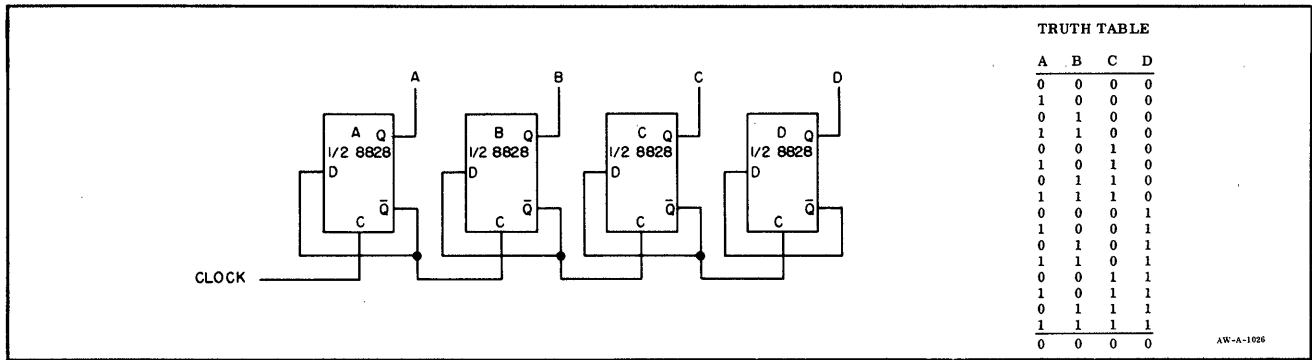 TRUTH TABLE
A B C D
0 0 0 0
1 0 0 0
0 1 0 0
1 1 0 0
0 0 1 0
1 0 1 0
0 1 1 0
1 1 1 0
0 0 0 1
1 0 0 1
0 1 0 1
1 1 0 1
0 0 1 1
1 0 1 1
0 1 1 1
1 1 1 1
0 0 0 0
A B C D
A Q B Q C Q D Q
1/2 8828 1/2 8828 1/2 8828 1/2 8828
D D D D
Q̅ Q̅ Q̅ Q̅
C C C C
CLOCK
AW-A-1026